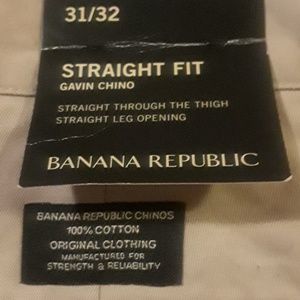 31/32
STRAIGHT FIT
GAVIN CHINO
STRAIGHT THROUGH THE THIGH
STRAIGHT LEG OPENING
BANANA REPUBLIC
BANANA REPUBLIC CHINOS
100% COTTON
ORIGINAL CLOTHING
MANUFACTURED FOR
STRENGTH & RELIABILITY